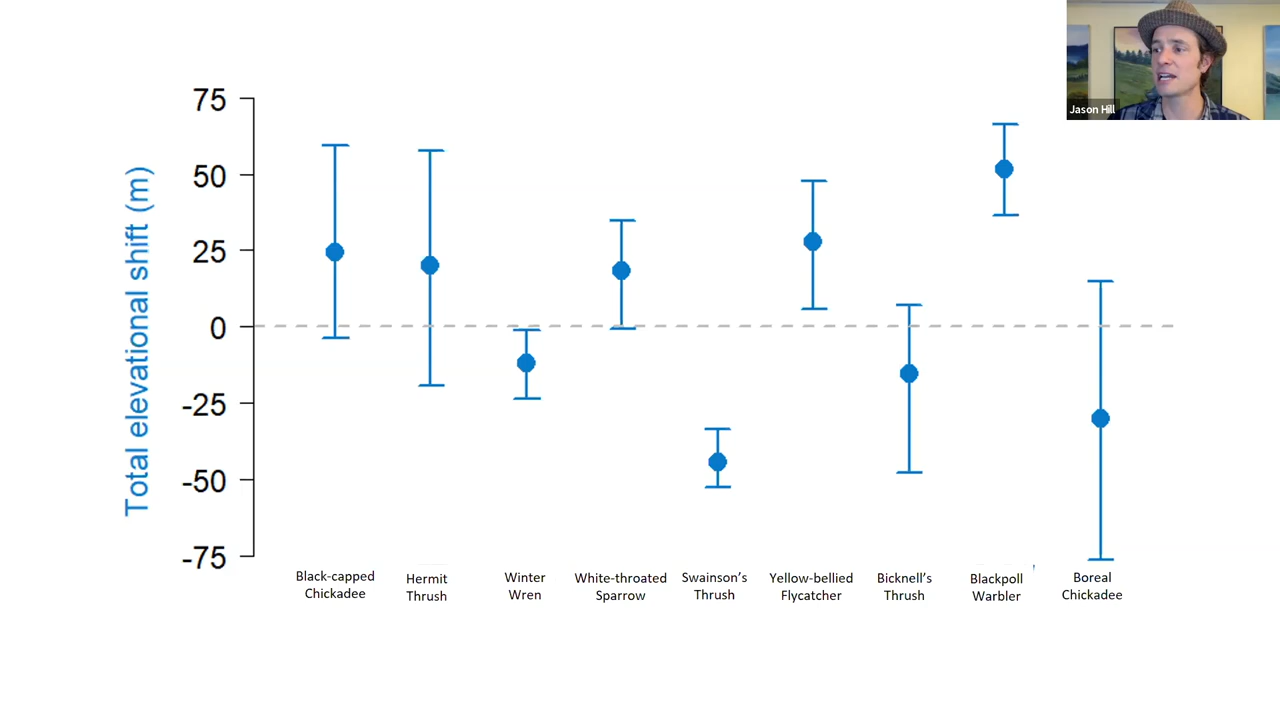 Jason Hill
Total elevational shift (m)
75
50
25
0
-25
-50
-75
Black-capped
Chickadee
Hermit
Thrush
Winter
Wren
White-throated
Sparrow
Swainson's
Thrush
Yellow-bellied
Flycatcher
Bicknell's
Thrush
Blackpoll
Warbler
Boreal
Chickadee